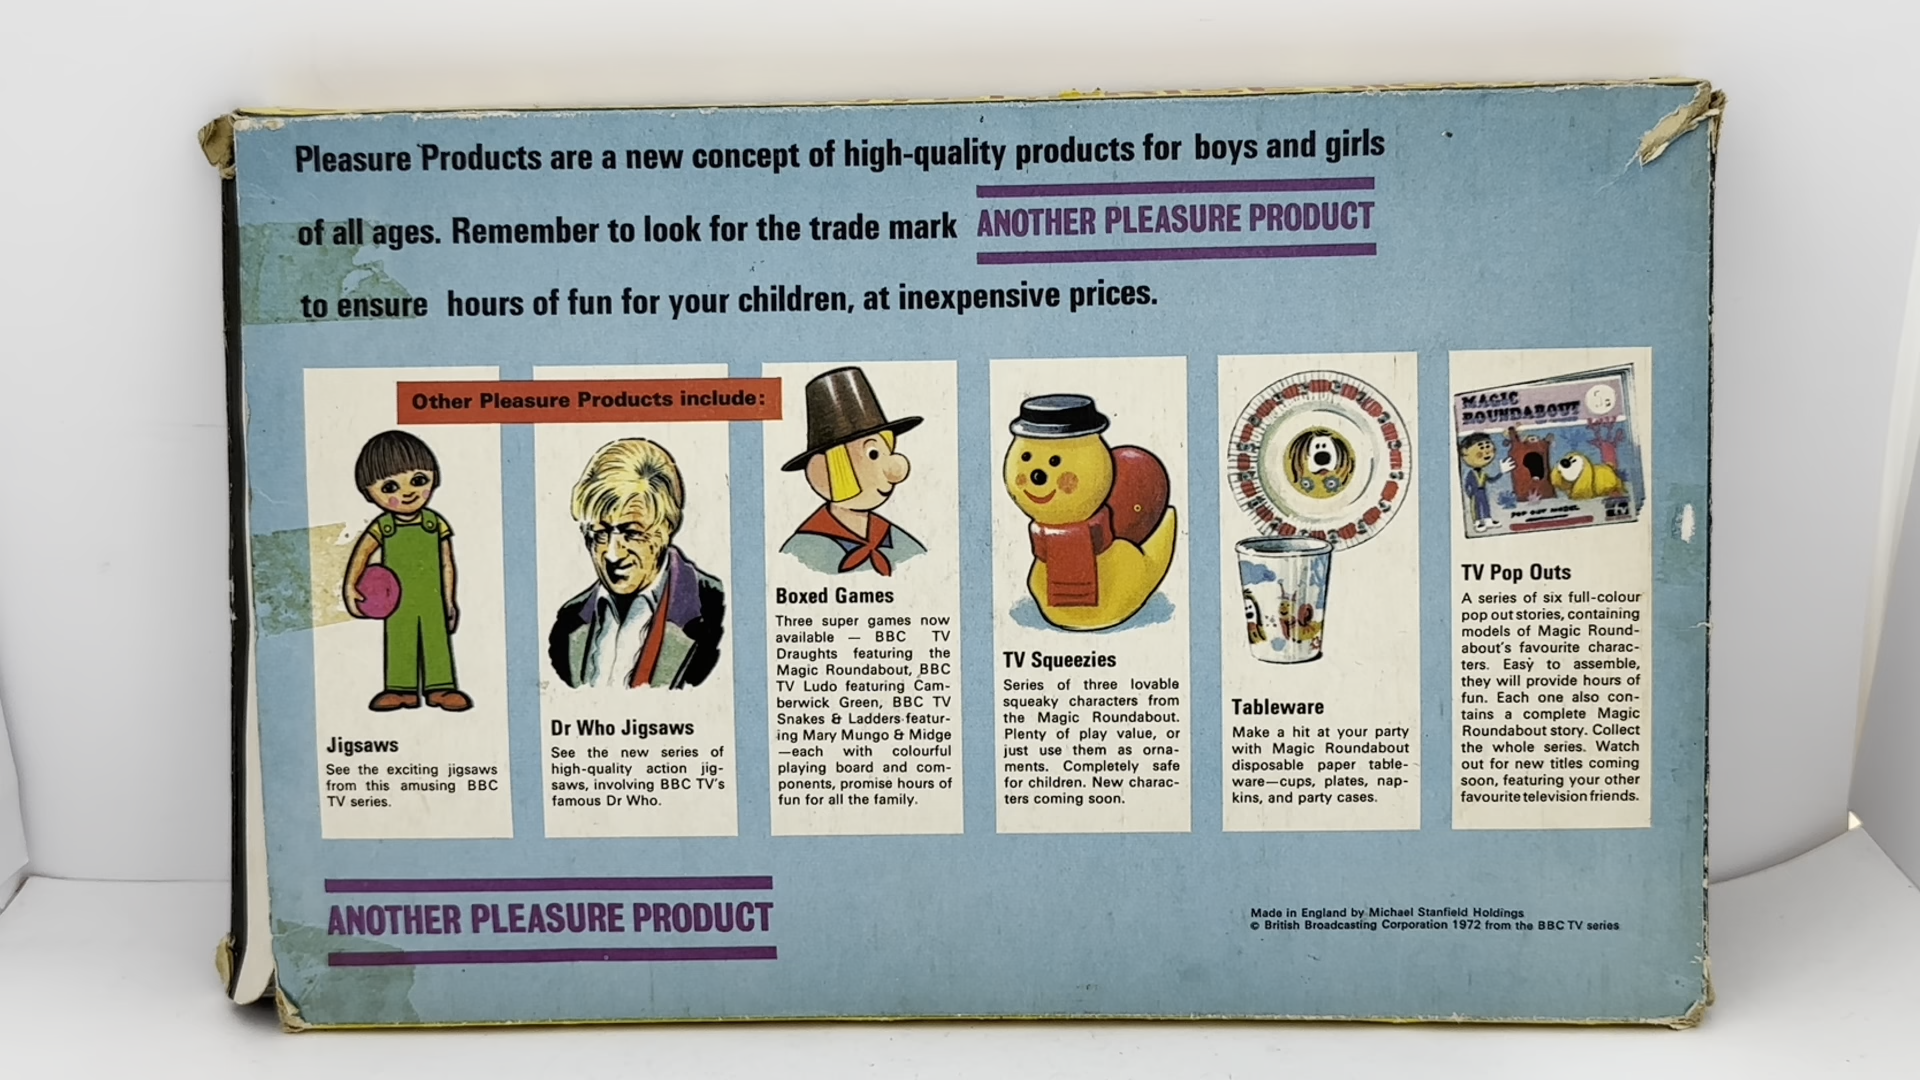 Pleasure Products are a new concept of high-quality products for boys and girls
of all ages. Remember to look for the trade mark ANOTHER PLEASURE PRODUCT
to ensure hours of fun for your children, at inexpensive prices.
Other Pleasure Products include:
Jigsaws
See the exciting jigsaws
from this amusing BBC
TV series.
Dr Who Jigsaws
See the new series of
high-quality action jig-
saws, involving BBC TV's
famous Dr Who.
Boxed Games
Three super games now
available — BBC TV
Draughts featuring the
Magic Roundabout, BBC
TV Ludo featuring Cam-
berwick Green, BBC TV
Snakes & Ladders featur-
ing Mary Mungo & Midge
—each with colourful
playing board and com-
ponents, promise hours of
fun for all the family.
TV Squeezies
Series of three lovable
squeaky characters from
the Magic Roundabout.
Plenty of play value, or
just use them as orna-
ments. Completely safe
for children. New charac-
ters coming soon.
Tableware
Make a hit at your party
with Magic Roundabout
disposable paper table-
ware—cups, plates, nap-
kins, and party cases.
MAGIC
ROUNDABOUT
POP OUT MODEL
TV Pop Outs
A series of six full-colour
pop out stories, containing
models of Magic Round-
about's favourite charac-
ters. Easy to assemble,
they will provide hours of
fun. Each one also con-
tains a complete Magic
Roundabout story. Collect
the whole series. Watch
out for new titles coming
soon, featuring your other
favourite television friends.
ANOTHER PLEASURE PRODUCT
Made in England by Michael Stanfield Holdings
© British Broadcasting Corporation 1972 from the BBC TV series